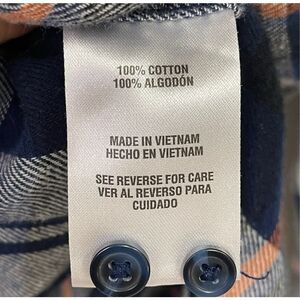 100% COTTON
100% ALGODÓN
MADE IN VIETNAM
HECHO EN VIETNAM
SEE REVERSE FOR CARE
VER AL REVERSO PARA
CUIDADO